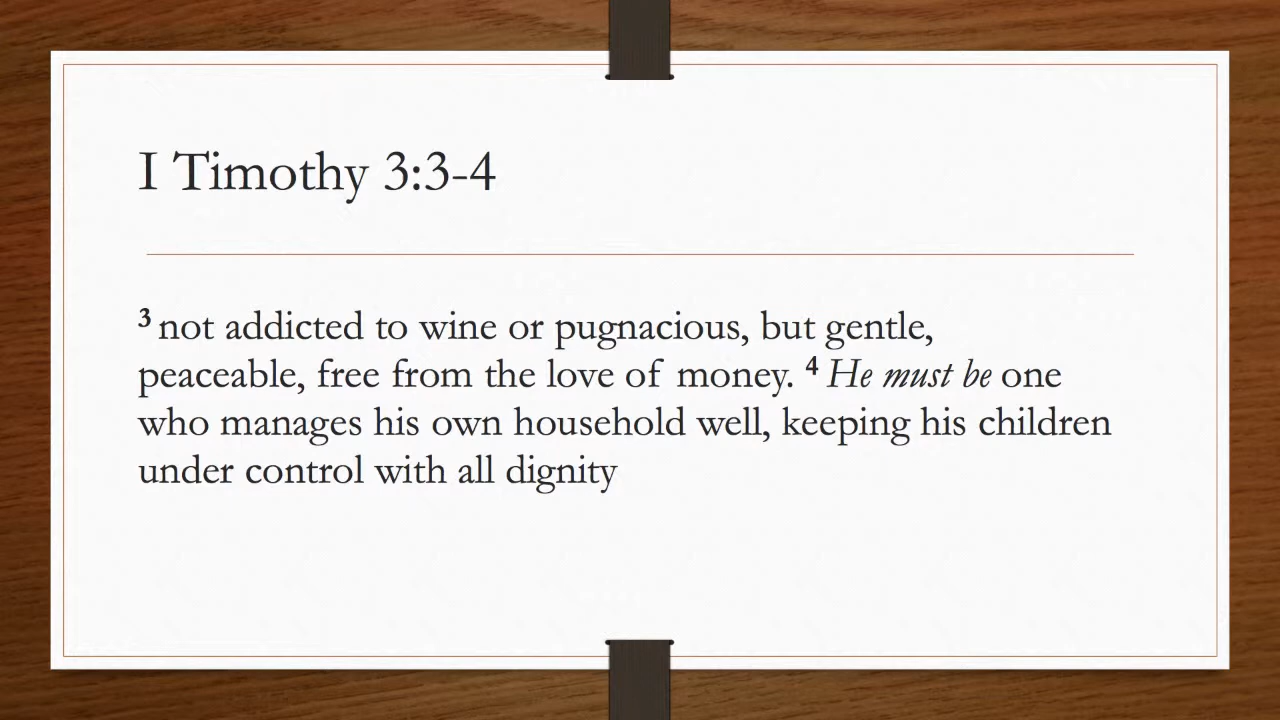 I Timothy 3:3-4
3 not addicted to wine or pugnacious, but gentle,
peaceable, free from the love of money. 4 He must be one
who manages his own household well, keeping his children
under control with all dignity